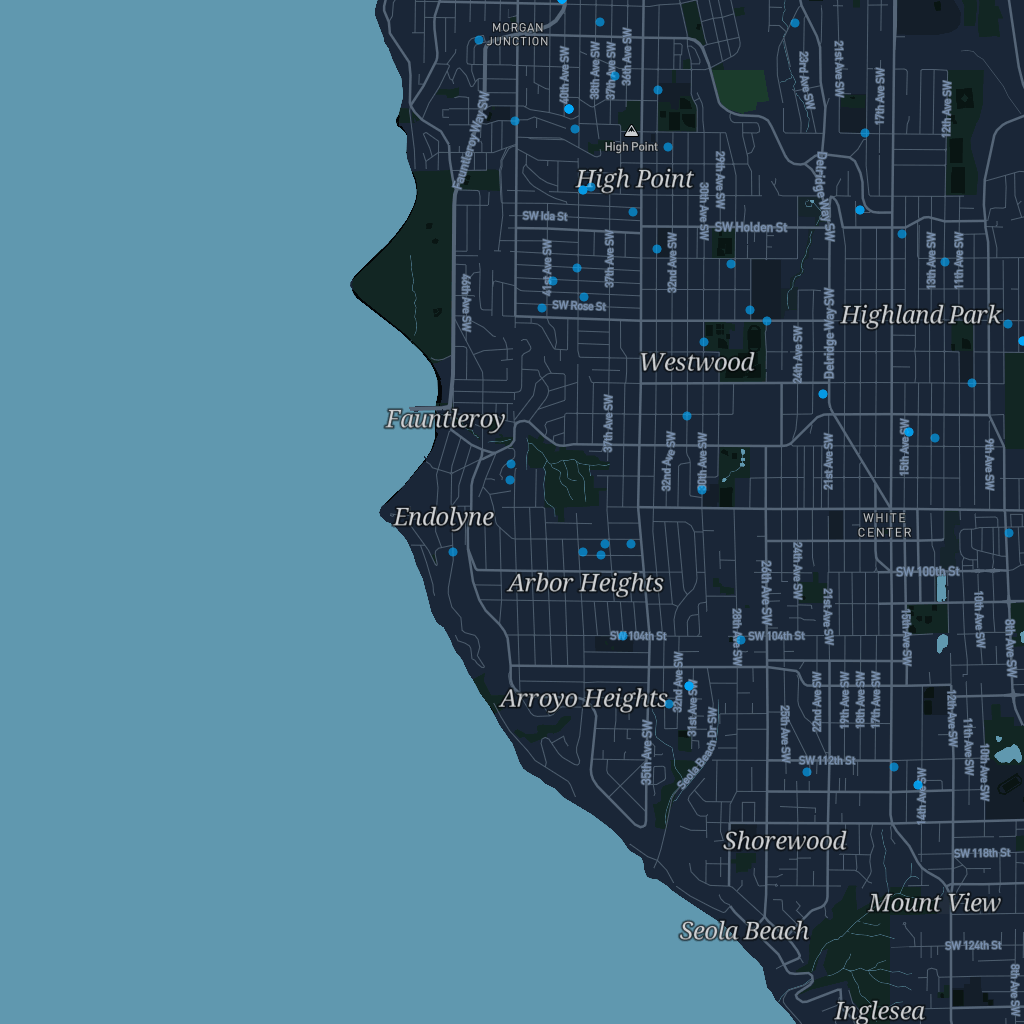 MORGAN
JUNCTION
40th Ave SW
38th Ave SW
37th Ave SW
36th Ave SW
23rd Ave SW
21st Ave SW
17th Ave SW
12th Ave SW
Fauntleroy Way SW
High Point
High Point
29th Ave SW
30th Ave SW
Delridge Way SW
SW Ida St
SW Holden St
41st Ave SW
37th Ave SW
32nd Ave SW
13th Ave SW
11th Ave SW
46th Ave SW
SW Rose St
Highland Park
24th Ave SW
Delridge Way SW
Westwood
Fauntleroy
37th Ave SW
32nd Ave SW
30th Ave SW
21st Ave SW
15th Ave SW
9th Ave SW
Endolyne
WHITE
CENTER
24th Ave SW
SW 100th St
Arbor Heights
26th Ave SW
21st Ave SW
28th Ave SW
15th Ave SW
10th Ave SW
8th Ave SW
SW 104th St
SW 104th St
32nd Ave SW
31st Ave SW
Arroyo Heights
22nd Ave SW
19th Ave SW
18th Ave SW
17th Ave SW
12th Ave SW
11th Ave SW
10th Ave SW
25th Ave SW
35th Ave SW
Seola Beach Dr SW
SW 112th St
14th Ave SW
Shorewood
SW 118th St
Mount View
Seola Beach
SW 124th St
8th Ave SW
Inglesea